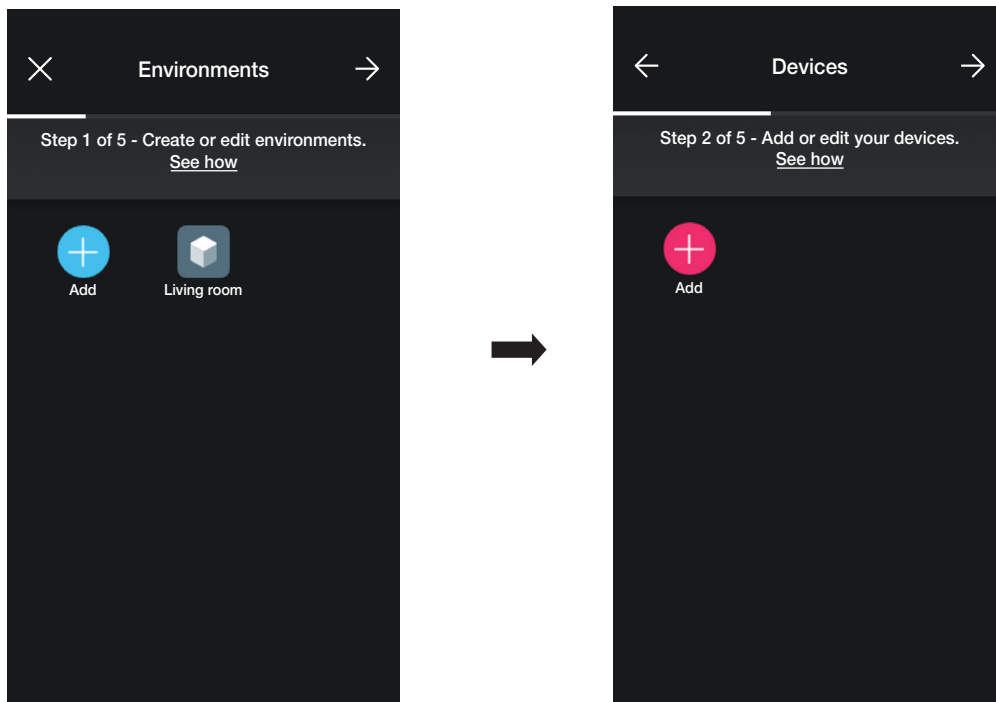 Environments
Step 1 of 5 - Create or edit environments.
See how
Add
Living room
Devices
Step 2 of 5 - Add or edit your devices.
See how
Add